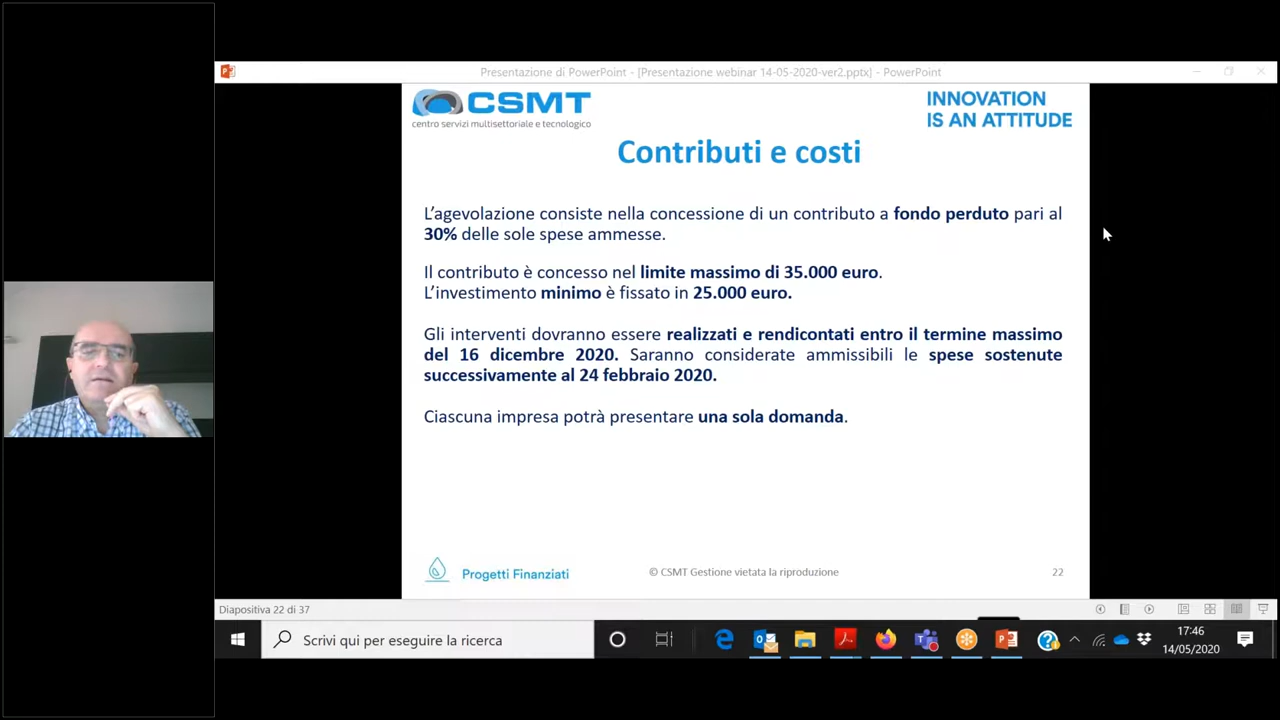 Presentazione di PowerPoint - [Presentazione webinar 14-05-2020-ver2.pptx] - PowerPoint
CSMT
centro servizi multisettoriale e tecnologico
INNOVATION
IS AN ATTITUDE
Contributi e costi
L’agevolazione consiste nella concessione di un contributo a fondo perduto pari al
30% delle sole spese ammesse.
Il contributo è concesso nel limite massimo di 35.000 euro.
L’investimento minimo è fissato in 25.000 euro.
Gli interventi dovranno essere realizzati e rendicontati entro il termine massimo
del 16 dicembre 2020. Saranno considerate ammissibili le spese sostenute
successivamente al 24 febbraio 2020.
Ciascuna impresa potrà presentare una sola domanda.
Progetti Finanziati
© CSMT Gestione vietata la riproduzione
22
Diapositiva 22 di 37
Scrivi qui per eseguire la ricerca
17:46
14/05/2020